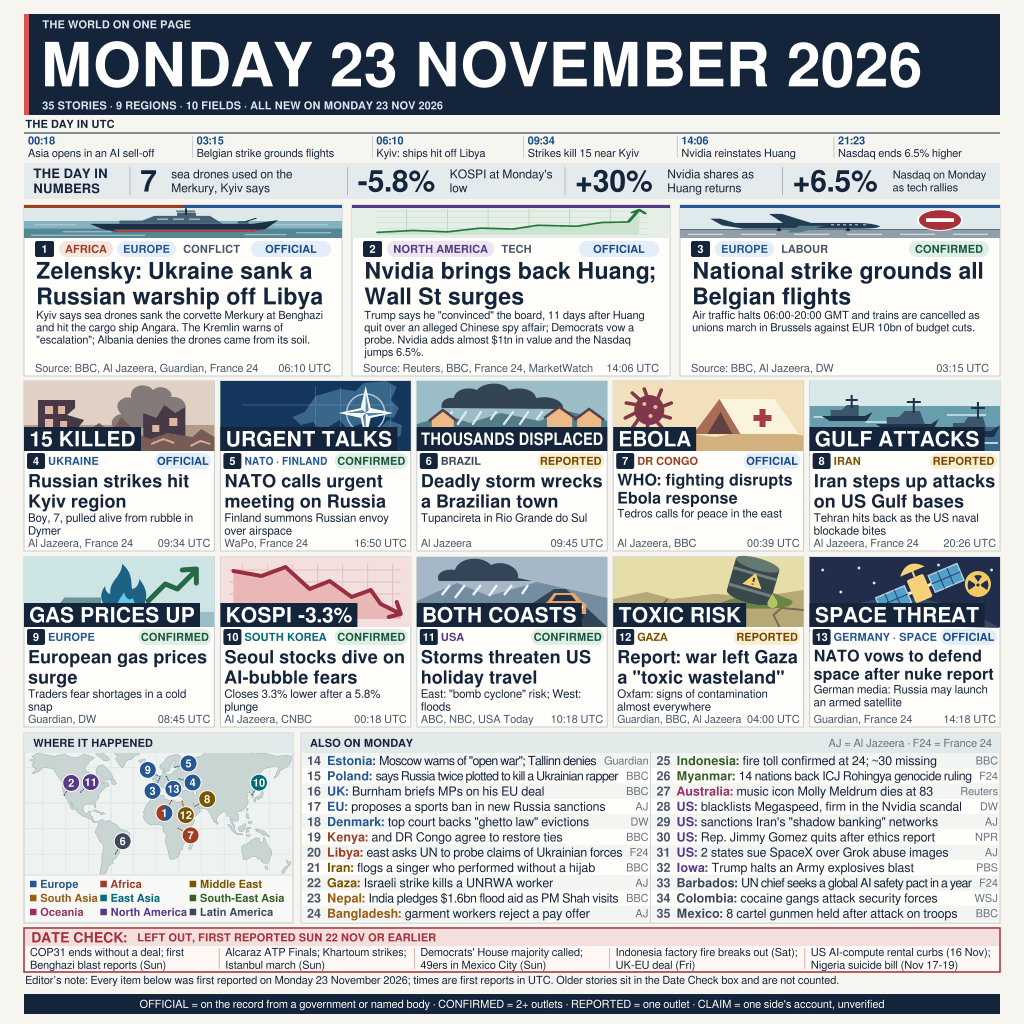 THE WORLD ON ONE PAGE
MONDAY 23 NOVEMBER 2026
35 STORIES · 9 REGIONS · 10 FIELDS · ALL NEW ON MONDAY 23 NOV 2026
THE DAY IN UTC
00:18
Asia opens in an AI sell-off
03:15
Belgian strike grounds flights
06:10
Kyiv: ships hit off Libya
09:34
Strikes kill 15 near Kyiv
14:06
Nvidia reinstates Huang
21:23
Nasdaq ends 6.5% higher
THE DAY IN
NUMBERS
7
sea drones used on the
Merkury, Kyiv says
-5.8%
KOSPI at Monday's
low
+30%
Nvidia shares as
Huang returns
+6.5%
Nasdaq on Monday
as tech rallies
1 AFRICA EUROPE CONFLICT OFFICIAL
Zelensky: Ukraine sank a
Russian warship off Libya
Kyiv says sea drones sank the corvette Merkury at Benghazi
and hit the cargo ship Angara. The Kremlin warns of
"escalation"; Albania denies the drones came from its soil.
Source: BBC, Al Jazeera, Guardian, France 24 06:10 UTC
2 NORTH AMERICA TECH OFFICIAL
Nvidia brings back Huang;
Wall St surges
Trump says he "convinced" the board, 11 days after Huang
quit over an alleged Chinese spy affair; Democrats vow a
probe. Nvidia adds almost $1tn in value and the Nasdaq
jumps 6.5%.
Source: Reuters, BBC, France 24, MarketWatch 14:06 UTC
3 EUROPE LABOUR CONFIRMED
National strike grounds all
Belgian flights
Air traffic halts 06:00-20:00 GMT and trains are cancelled as
unions march in Brussels against EUR 10bn of budget cuts.
Source: BBC, Al Jazeera, DW 03:15 UTC
15 KILLED
4 UKRAINE OFFICIAL
Russian strikes hit
Kyiv region
Boy, 7, pulled alive from rubble in
Dymer
Al Jazeera, France 24 09:34 UTC
URGENT TALKS
5 NATO · FINLAND CONFIRMED
NATO calls urgent
meeting on Russia
Finland summons Russian envoy
over airspace
WaPo, France 24 16:50 UTC
THOUSANDS DISPLACED
6 BRAZIL REPORTED
Deadly storm wrecks
a Brazilian town
Tupancireta in Rio Grande do Sul
Al Jazeera 09:45 UTC
EBOLA
7 DR CONGO OFFICIAL
WHO: fighting disrupts
Ebola response
Tedros calls for peace in the east
Al Jazeera, BBC 00:39 UTC
GULF ATTACKS
8 IRAN REPORTED
Iran steps up attacks
on US Gulf bases
Tehran hits back as the US naval
blockade bites
Al Jazeera, France 24 20:26 UTC
GAS PRICES UP
9 EUROPE CONFIRMED
European gas prices
surge
Traders fear shortages in a cold
snap
Guardian, DW 08:45 UTC
KOSPI -3.3%
10 SOUTH KOREA CONFIRMED
Seoul stocks dive on
AI-bubble fears
Closes 3.3% lower after a 5.8%
plunge
Al Jazeera, CNBC 00:18 UTC
BOTH COASTS
11 USA CONFIRMED
Storms threaten US
holiday travel
East: "bomb cyclone" risk; West:
floods
ABC, NBC, USA Today 10:18 UTC
TOXIC RISK
12 GAZA REPORTED
Report: war left Gaza
a "toxic wasteland"
Oxfam: signs of contamination
almost everywhere
Guardian, BBC, Al Jazeera 04:00 UTC
SPACE THREAT
13 GERMANY · SPACE OFFICIAL
NATO vows to defend
space after nuke report
German media: Russia may launch
an armed satellite
Guardian, France 24 14:18 UTC
WHERE IT HAPPENED
2 11 9 5 3 13 4 8 10 1 12 7 6
Europe Africa Middle East
South Asia East Asia South-East Asia
Oceania North America Latin America
ALSO ON MONDAY AJ = Al Jazeera · F24 = France 24
14 Estonia: Moscow warns of "open war"; Tallinn denies Guardian
15 Poland: says Russia twice plotted to kill a Ukrainian rapper BBC
16 UK: Burnham briefs MPs on his EU deal BBC
17 EU: proposes a sports ban in new Russia sanctions AJ
18 Denmark: top court backs "ghetto law" evictions DW
19 Kenya: and DR Congo agree to restore ties BBC
20 Libya: east asks UN to probe claims of Ukrainian forces F24
21 Iran: flogs a singer who performed without a hijab BBC
22 Gaza: Israeli strike kills a UNRWA worker AJ
23 Nepal: India pledges $1.6bn flood aid as PM Shah visits BBC
24 Bangladesh: garment workers reject a pay offer AJ
25 Indonesia: fire toll confirmed at 24; ~30 missing BBC
26 Myanmar: 14 nations back ICJ Rohingya genocide ruling F24
27 Australia: music icon Molly Meldrum dies at 83 Reuters
28 US: blacklists Megaspeed, firm in the Nvidia scandal DW
29 US: sanctions Iran's "shadow banking" networks AJ
30 US: Rep. Jimmy Gomez quits after ethics report NPR
31 US: 2 states sue SpaceX over Grok abuse images AJ
32 Iowa: Trump halts an Army explosives blast PBS
33 Barbados: UN chief seeks a global AI safety pact in a year F24
34 Colombia: cocaine gangs attack security forces WSJ
35 Mexico: 8 cartel gunmen held after attack on troops BBC
DATE CHECK: LEFT OUT, FIRST REPORTED SUN 22 NOV OR EARLIER
COP31 ends without a deal; first
Benghazi blast reports (Sun)
Alcaraz ATP Finals; Khartoum strikes;
Istanbul march (Sun)
Democrats' House majority called;
49ers in Mexico City (Sun)
Indonesia factory fire breaks out (Sat);
UK-EU deal (Fri)
US AI-compute rental curbs (16 Nov);
Nigeria suicide bill (Nov 17-19)
Editor's note: Every item below was first reported on Monday 23 November 2026; times are first reports in UTC. Older stories sit in the Date Check box and are not counted.
OFFICIAL = on the record from a government or named body · CONFIRMED = 2+ outlets · REPORTED = one outlet · CLAIM = one side's account, unverified